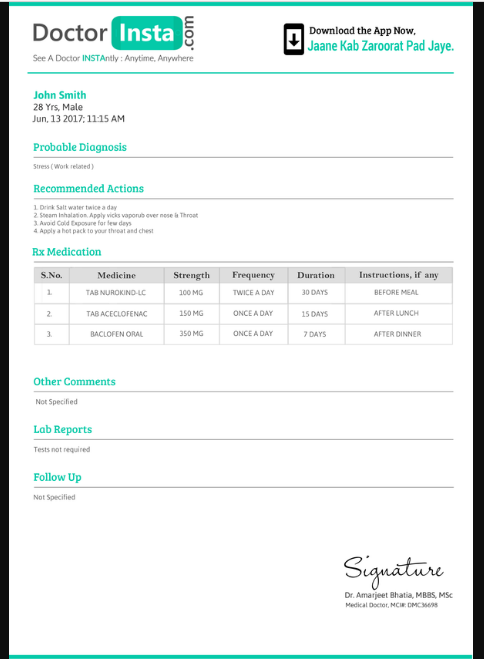 Doctor Insta.com
See A Doctor INSTAntly : Anytime, Anywhere
Download the App Now,
Jaane Kab Zaroorat Pad Jaye.
John Smith
28 Yrs, Male
Jun, 13 2017; 11:15 AM
Probable Diagnosis
Stress ( Work related )
Recommended Actions
1. Drink Salt water twice a day
2. Steam Inhalation. Apply vicks vaporub over nose & Throat
3. Avoid Cold Exposure for few days
4. Apply a hot pack to your throat and chest
Rx Medication
S.No. Medicine Strength Frequency Duration Instructions, if any
1. TAB NUROKIND-LC 100 MG TWICE A DAY 30 DAYS BEFORE MEAL
2. TAB ACECLOFENAC 150 MG ONCE A DAY 15 DAYS AFTER LUNCH
3. BACLOFEN ORAL 350 MG ONCE A DAY 7 DAYS AFTER DINNER
Other Comments
Not Specified
Lab Reports
Tests not required
Follow Up
Not Specified
Signature
Dr. Amarjeet Bhatia, MBBS, MSc
Medical Doctor, MCI#: DMC36698